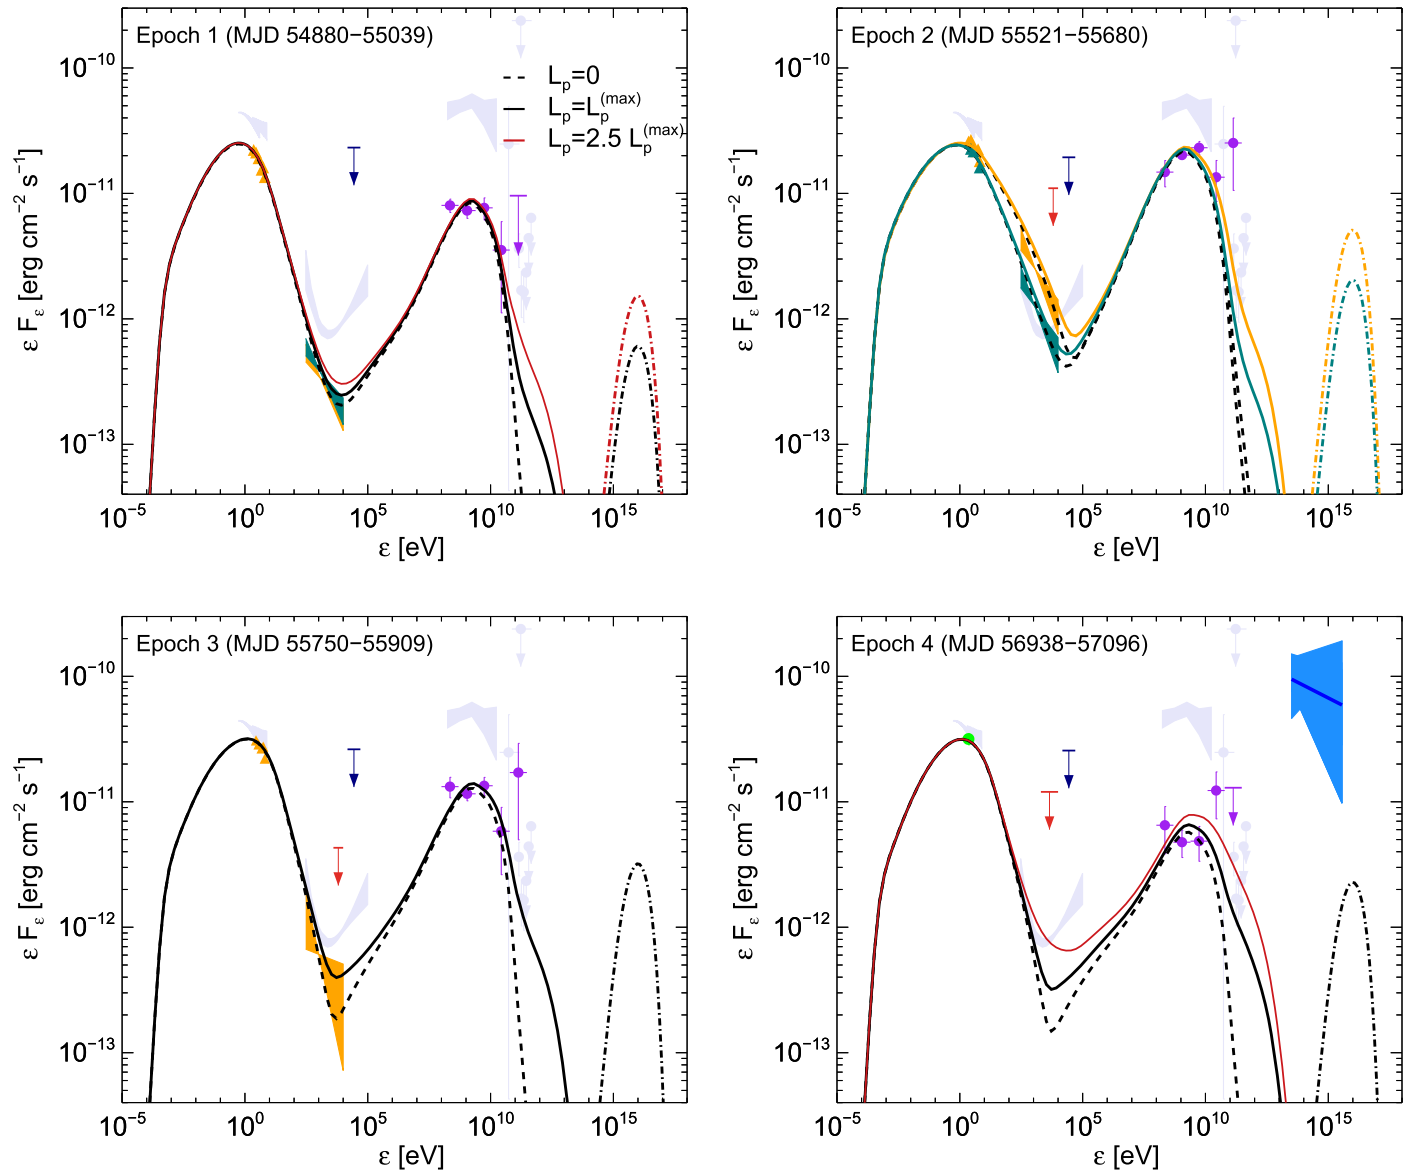 Epoch 1 (MJD 54880−55039)
L_p=0
L_p=L_p^(max)
L_p=2.5 L_p^(max)
10^−10
10^−11
10^−12
10^−13
ε F_ε [erg cm^−2 s^−1]
10^−5 10^0 10^5 10^10 10^15
ε [eV]
Epoch 2 (MJD 55521−55680)
10^−10
10^−11
10^−12
10^−13
ε F_ε [erg cm^−2 s^−1]
10^−5 10^0 10^5 10^10 10^15
ε [eV]
Epoch 3 (MJD 55750−55909)
10^−10
10^−11
10^−12
10^−13
ε F_ε [erg cm^−2 s^−1]
10^−5 10^0 10^5 10^10 10^15
ε [eV]
Epoch 4 (MJD 56938−57096)
10^−10
10^−11
10^−12
10^−13
ε F_ε [erg cm^−2 s^−1]
10^−5 10^0 10^5 10^10 10^15
ε [eV]